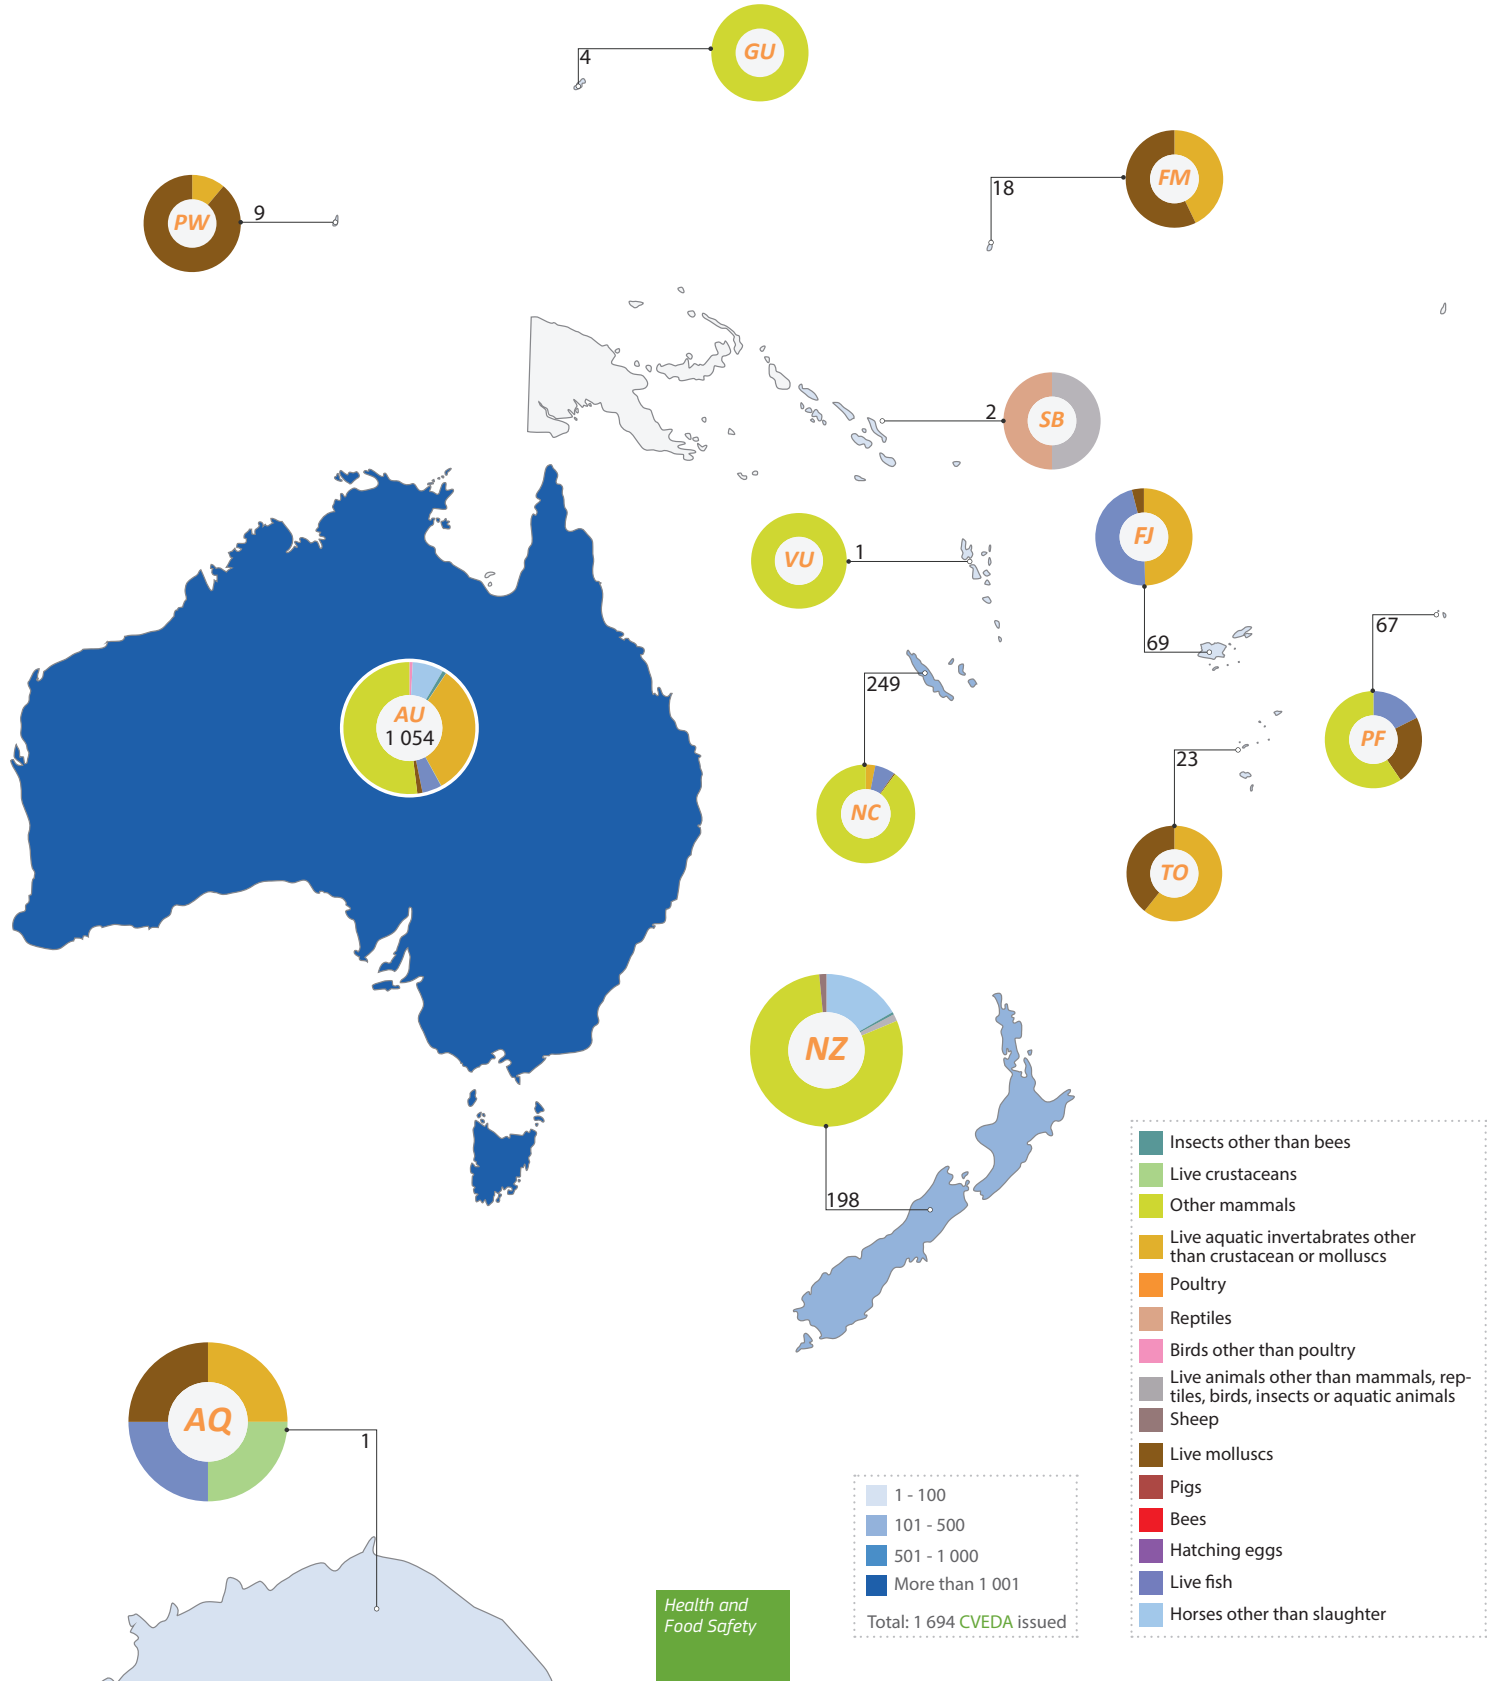 GU
4
FM
18
PW
9
SB
2
FJ
69
VU
1
67
PF
249
NC
AU
1 054
23
TO
NZ
198
AQ
1
Insects other than bees
Live crustaceans
Other mammals
Live aquatic invertabrates other
than crustacean or molluscs
Poultry
Reptiles
Birds other than poultry
Live animals other than mammals, rep-
tiles, birds, insects or aquatic animals
Sheep
Live molluscs
Pigs
Bees
Hatching eggs
Live fish
Horses other than slaughter
1 - 100
101 - 500
501 - 1 000
More than 1 001
Total: 1 694 CVEDA issued
Health and
Food Safety